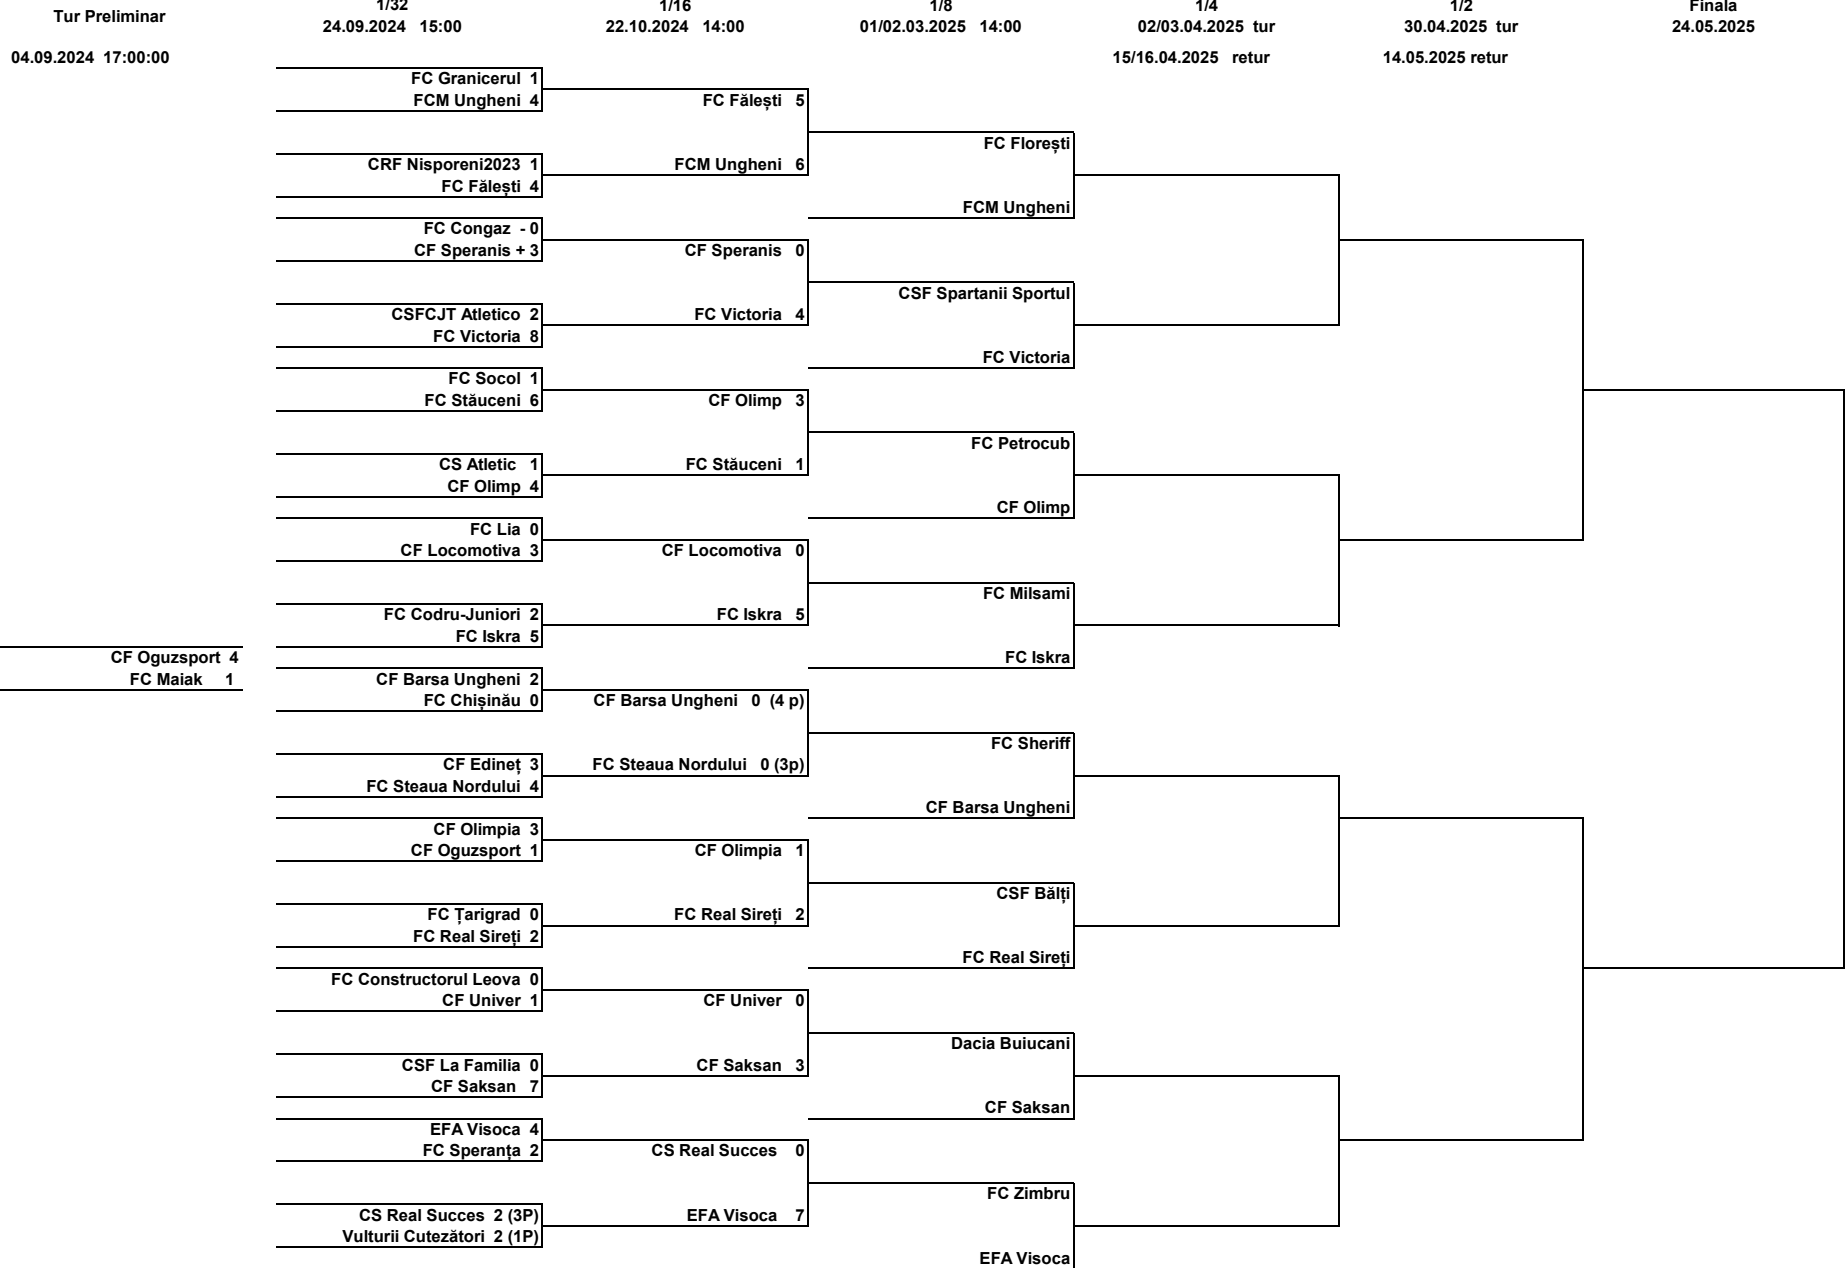 Tur Preliminar
04.09.2024 17:00:00
CF Oguzsport 4
FC Maiak 1
1/32
24.09.2024 15:00
FC Granicerul 1
FCM Ungheni 4
CRF Nisporeni2023 1
FC Fălești 4
FC Congaz - 0
CF Speranis + 3
CSFCJT Atletico 2
FC Victoria 8
FC Socol 1
FC Stăuceni 6
CS Atletic 1
CF Olimp 4
FC Lia 0
CF Locomotiva 3
FC Codru-Juniori 2
FC Iskra 5
CF Barsa Ungheni 2
FC Chișinău 0
CF Edineț 3
FC Steaua Nordului 4
CF Olimpia 3
CF Oguzsport 1
FC Țarigrad 0
FC Real Sireți 2
FC Constructorul Leova 0
CF Univer 1
CSF La Familia 0
CF Saksan 7
EFA Visoca 4
FC Speranța 2
CS Real Succes 2 (3P)
Vulturii Cutezători 2 (1P)
1/16
22.10.2024 14:00
FC Fălești 5
FCM Ungheni 6
CF Speranis 0
FC Victoria 4
CF Olimp 3
FC Stăuceni 1
CF Locomotiva 0
FC Iskra 5
CF Barsa Ungheni 0 (4 p)
FC Steaua Nordului 0 (3p)
CF Olimpia 1
FC Real Sireți 2
CF Univer 0
CF Saksan 3
CS Real Succes 0
EFA Visoca 7
1/8
01/02.03.2025 14:00
FC Florești
FCM Ungheni
CSF Spartanii Sportul
FC Victoria
FC Petrocub
CF Olimp
FC Milsami
FC Iskra
FC Sheriff
CF Barsa Ungheni
CSF Bălți
FC Real Sireți
Dacia Buiucani
CF Saksan
FC Zimbru
EFA Visoca
1/4
02/03.04.2025 tur
15/16.04.2025 retur
1/2
30.04.2025 tur
14.05.2025 retur
Finala
24.05.2025